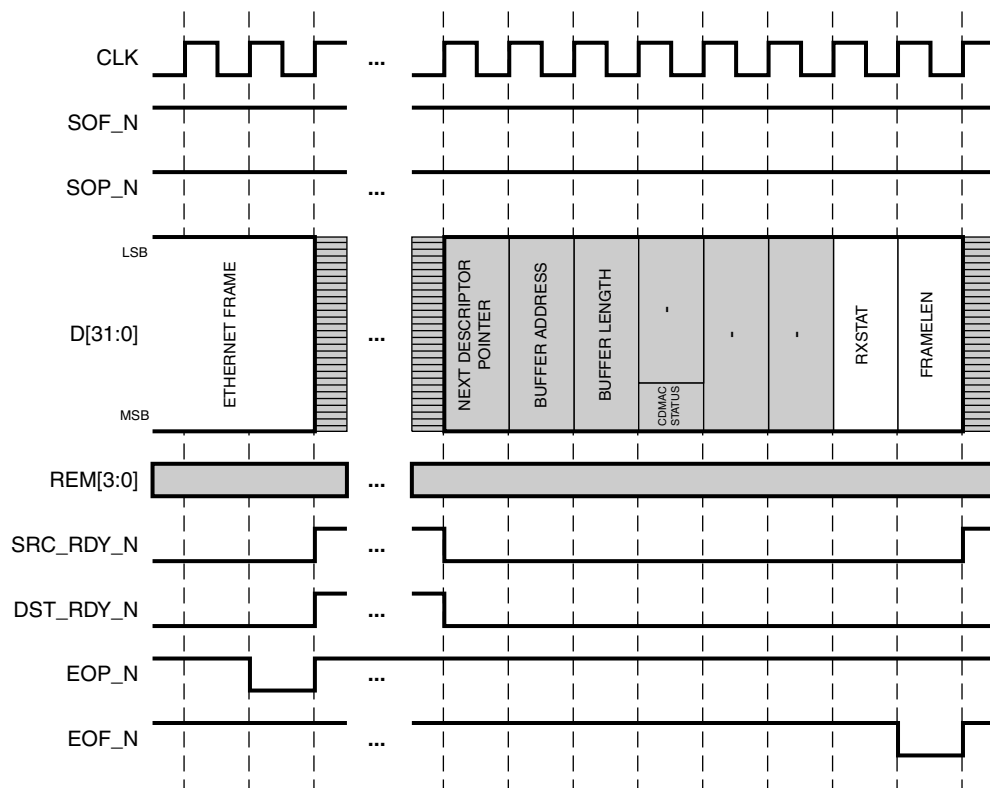 CLK
...
SOF_N
SOP_N
...
LSB
D[31:0]
MSB
ETHERNET FRAME
...
NEXT DESCRIPTOR
POINTER
BUFFER ADDRESS
BUFFER LENGTH
-
CDMAC
STATUS
-
-
RXSTAT
FRAMELEN
REM[3:0]
...
SRC_RDY_N
...
DST_RDY_N
...
EOP_N
...
EOF_N
...